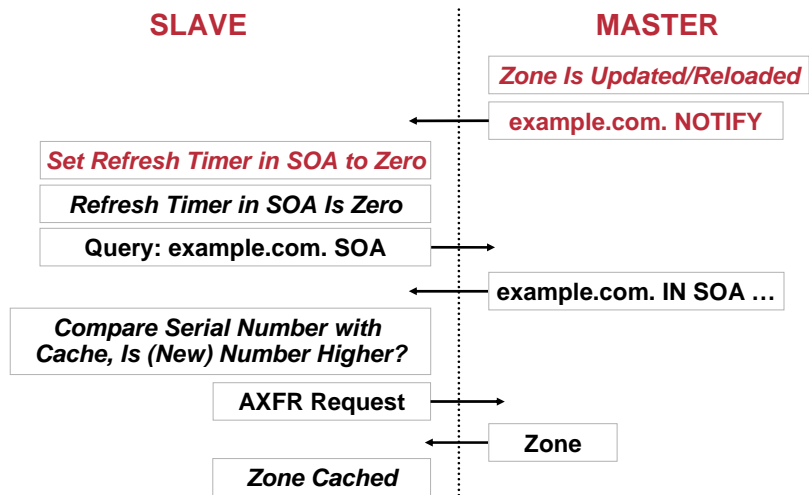 SLAVE
MASTER
Zone Is Updated/Reloaded
example.com. NOTIFY
Set Refresh Timer in SOA to Zero
Refresh Timer in SOA Is Zero
Query: example.com. SOA
example.com. IN SOA …
Compare Serial Number with
Cache, Is (New) Number Higher?
AXFR Request
Zone
Zone Cached